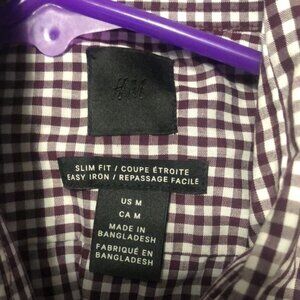 H&M
SLIM FIT / COUPE ÉTROITE
EASY IRON / REPASSAGE FACILE
US M
CA M
MADE IN
BANGLADESH
FABRIQUÉ EN
BANGLADESH